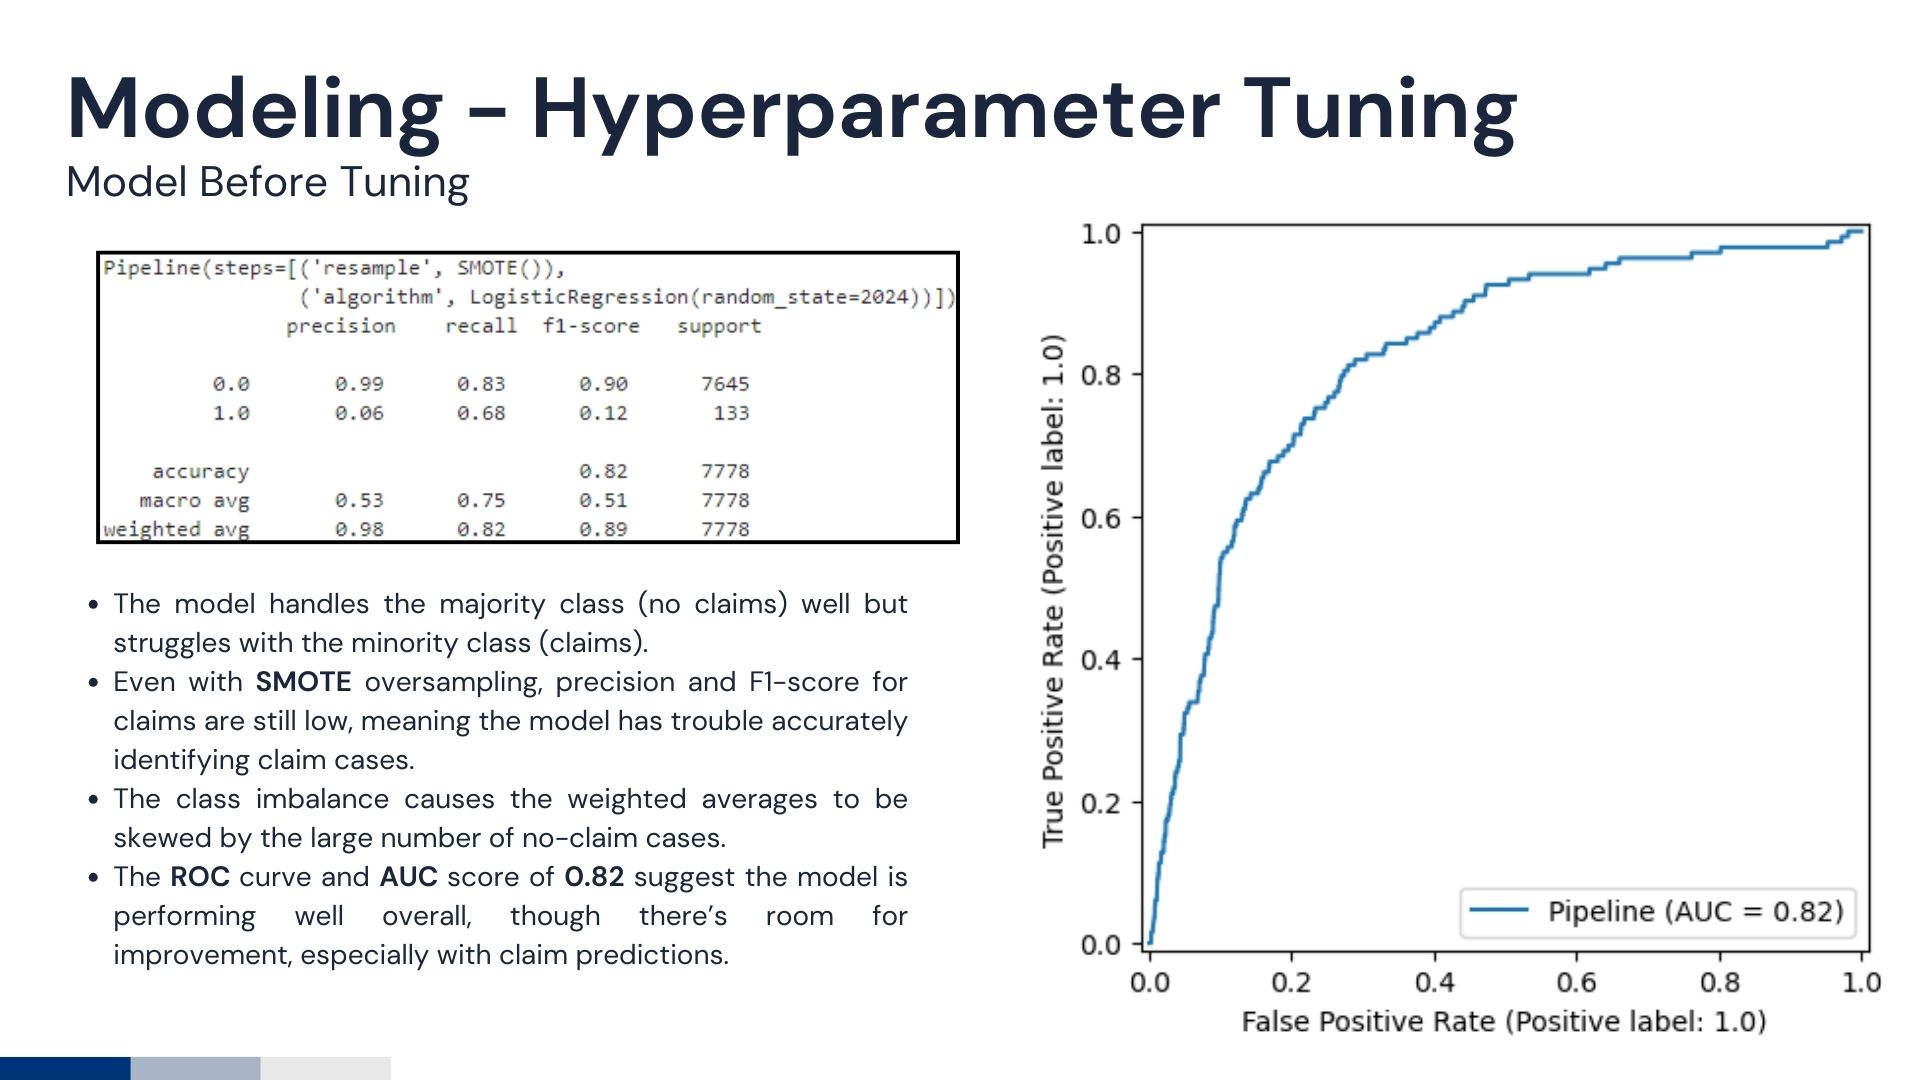 Modeling - Hyperparameter Tuning
Model Before Tuning
Pipeline(steps=[('resample', SMOTE()),
('algorithm', LogisticRegression(random_state=2024))])
precision recall f1-score support
0.0 0.99 0.83 0.90 7645
1.0 0.06 0.68 0.12 133
accuracy 0.82 7778
macro avg 0.53 0.75 0.51 7778
weighted avg 0.98 0.82 0.89 7778
• The model handles the majority class (no claims) well but
struggles with the minority class (claims).
• Even with SMOTE oversampling, precision and F1-score for
claims are still low, meaning the model has trouble accurately
identifying claim cases.
• The class imbalance causes the weighted averages to be
skewed by the large number of no-claim cases.
• The ROC curve and AUC score of 0.82 suggest the model is
performing well overall, though there’s room for
improvement, especially with claim predictions.
True Positive Rate (Positive label: 1.0)
1.0
0.8
0.6
0.4
0.2
0.0
Pipeline (AUC = 0.82)
0.0 0.2 0.4 0.6 0.8 1.0
False Positive Rate (Positive label: 1.0)